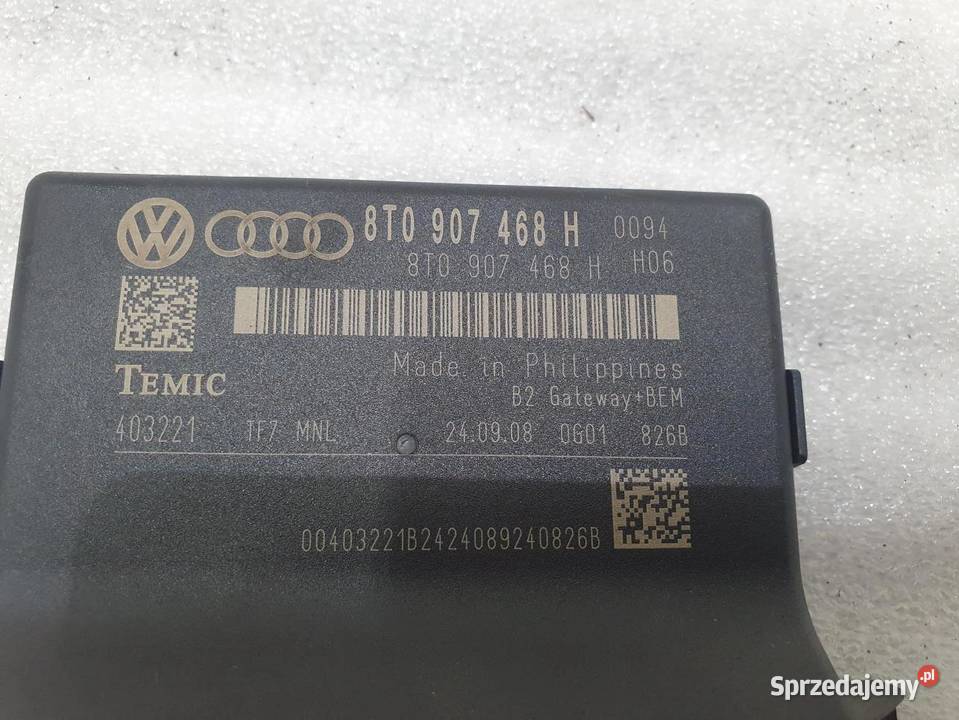 8T0 907 468 H 0094
8T0 907 468 H H06
TEMIC
Made in Philippines
B2 Gateway+BEM
403221 TF7 MNL 24.09.08 0G01 826B
00403221B2424089240826B
Sprzedajemy.pl